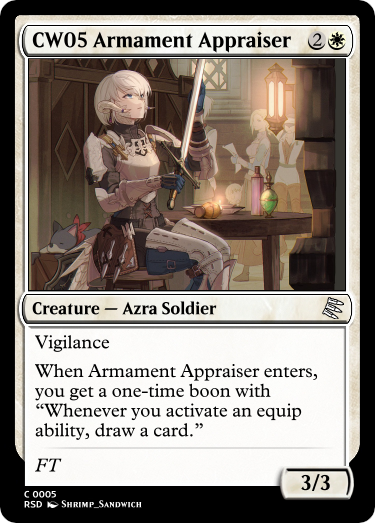 CW05 Armament Appraiser 2
Creature — Azra Soldier
Vigilance
When Armament Appraiser enters,
you get a one-time boon with
“Whenever you activate an equip
ability, draw a card.”
FT
3/3
C 0005
RSD Shrimp_Sandwich